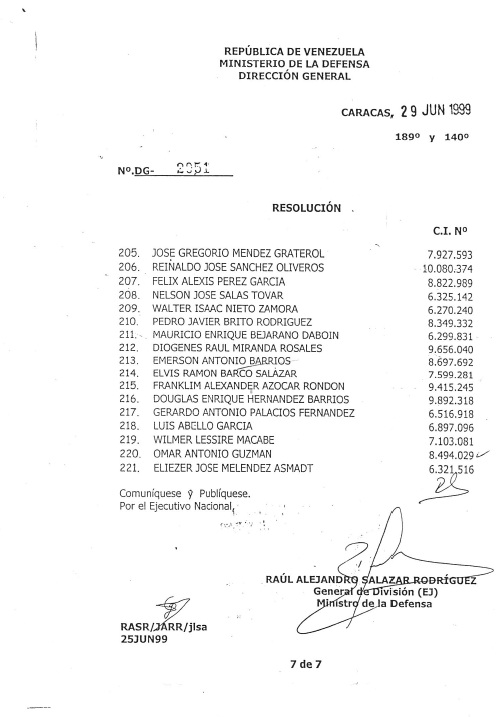 REPÚBLICA DE VENEZUELA
MINISTERIO DE LA DEFENSA
DIRECCIÓN GENERAL
CARACAS, 29 JUN 1999
189º y 140º
Nº.DG- 2951
RESOLUCIÓN
C.I. Nº
205. JOSE GREGORIO MENDEZ GRATEROL 7.927.593
206. REINALDO JOSE SANCHEZ OLIVEROS 10.080.374
207. FELIX ALEXIS PEREZ GARCIA 8.822.989
208. NELSON JOSE SALAS TOVAR 6.325.142
209. WALTER ISAAC NIETO ZAMORA 6.270.240
210. PEDRO JAVIER BRITO RODRIGUEZ 8.349.332
211. MAURICIO ENRIQUE BEJARANO DABOIN 6.299.831
212. DIOGENES RAUL MIRANDA ROSALES 9.656.040
213. EMERSON ANTONIO BARRIOS 8.697.692
214. ELVIS RAMON BARCO SALAZAR 7.599.281
215. FRANKLIM ALEXANDER AZOCAR RONDON 9.415.245
216. DOUGLAS ENRIQUE HERNANDEZ BARRIOS 9.892.318
217. GERARDO ANTONIO PALACIOS FERNANDEZ 6.516.918
218. LUIS ABELLO GARCIA 6.897.096
219. WILMER LESSIRE MACABE 7.103.081
220. OMAR ANTONIO GUZMAN 8.494.029
221. ELIEZER JOSE MELENDEZ ASMADT 6.321.516
Comuníquese y Publíquese.
Por el Ejecutivo Nacional,
RAÚL ALEJANDRO SALAZAR RODRÍGUEZ
General de División (EJ)
Ministro de la Defensa
RASR/JARR/jlsa
25JUN99
7 de 7